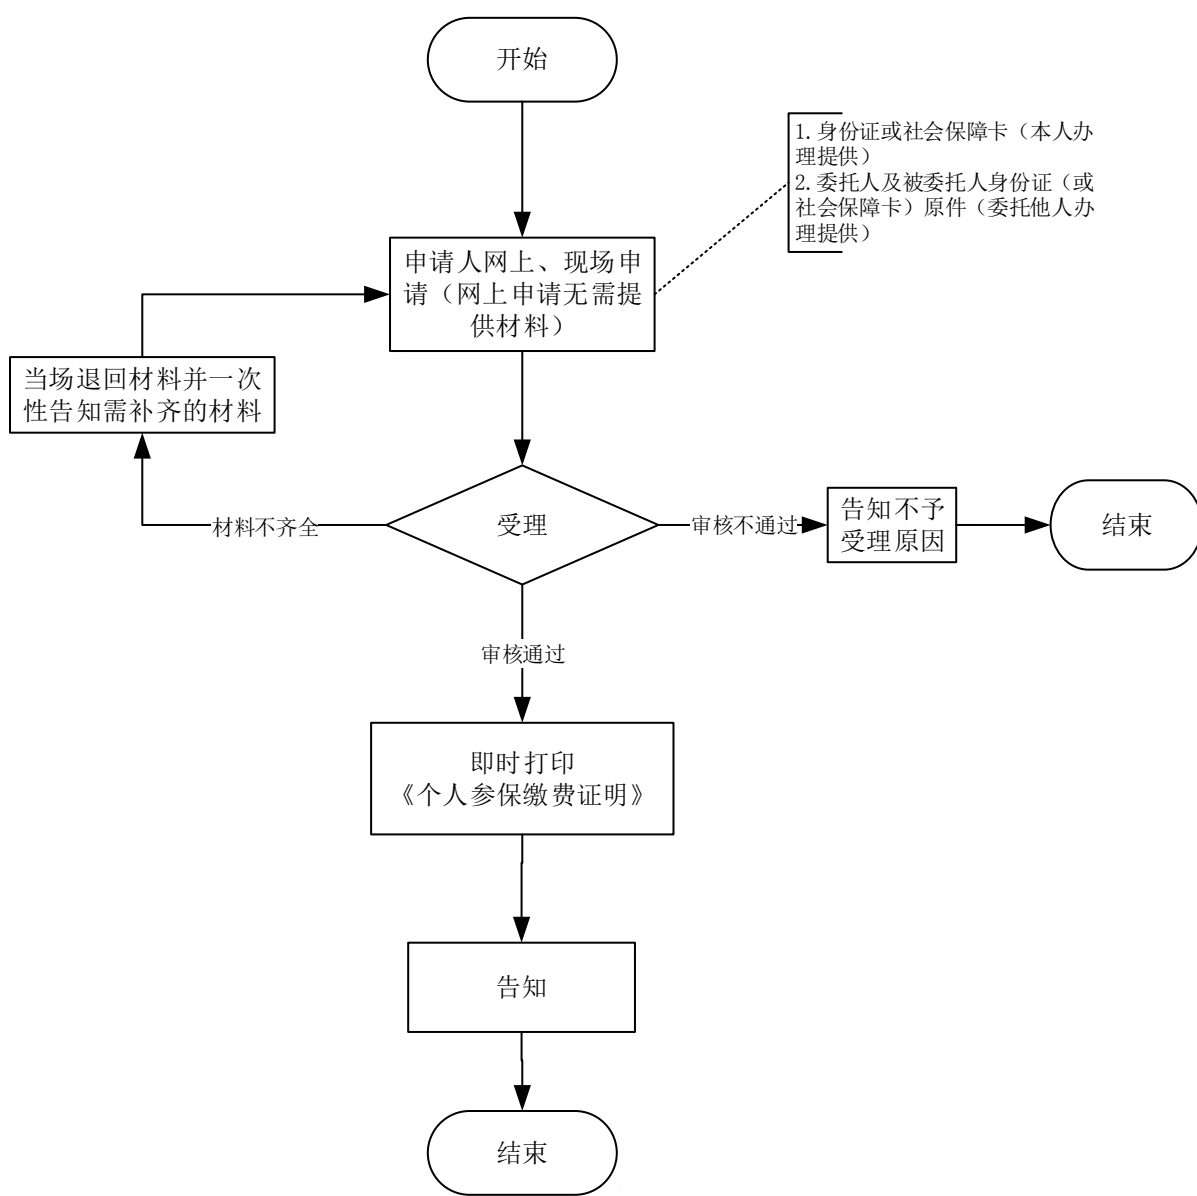 开始
1.身份证或社会保障卡（本人办
理提供）
2.委托人及被委托人身份证（或
社会保障卡）原件（委托他人办
理提供）
申请人网上、现场申
请（网上申请无需提
供材料）
当场退回材料并一次
性告知需补齐的材料
材料不齐全
受理
审核不通过
告知不予
受理原因
结束
审核通过
即时打印
《个人参保缴费证明》
告知
结束